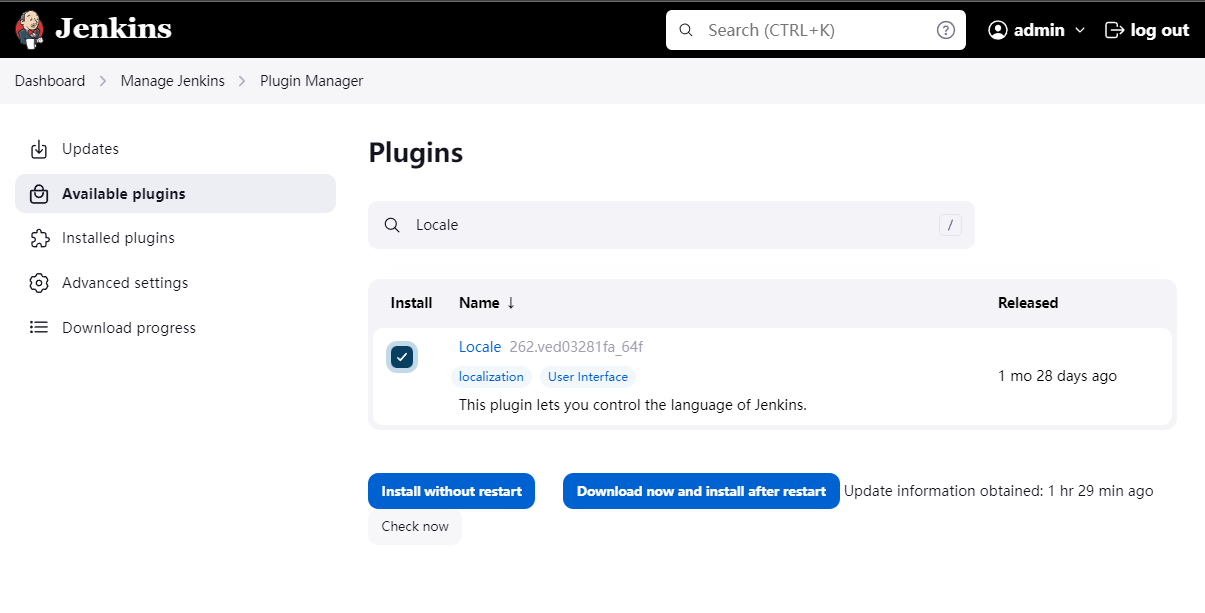 Jenkins
Search (CTRL+K)
?
admin
log out
Dashboard > Manage Jenkins > Plugin Manager
Updates
Available plugins
Installed plugins
Advanced settings
Download progress
Plugins
Locale /
Install Name ↓ Released
Locale 262.ved03281fa_64f
localization User Interface
1 mo 28 days ago
This plugin lets you control the language of Jenkins.
Install without restart Download now and install after restart Update information obtained: 1 hr 29 min ago
Check now